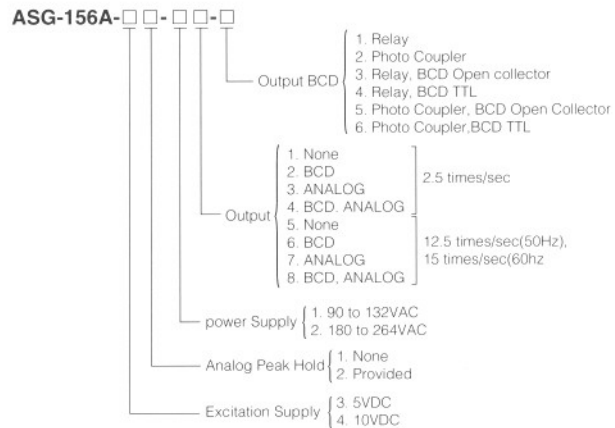 ASG-156A-□ □ - □ □ - □
Output BCD
1. Relay
2. Photo Coupler
3. Relay, BCD Open collector
4. Relay, BCD TTL
5. Photo Coupler, BCD Open Collector
6. Photo Coupler,BCD TTL
Output
1. None
2. BCD
3. ANALOG
4. BCD. ANALOG
2.5 times/sec
5. None
6. BCD
7. ANALOG
8. BCD, ANALOG
12.5 times/sec(50Hz),
15 times/sec(60hz
power Supply
1. 90 to 132VAC
2. 180 to 264VAC
Analog Peak Hold
1. None
2. Provided
Excitation Supply
3. 5VDC
4. 10VDC